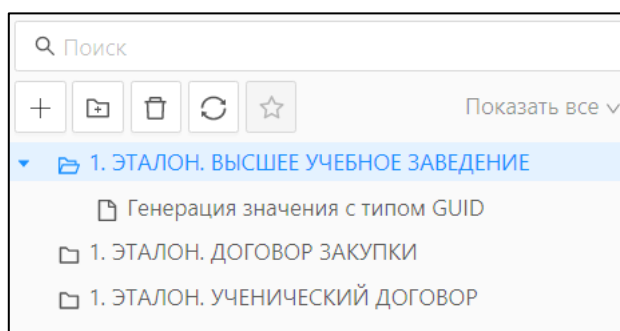 Поиск
Показать все
1. ЭТАЛОН. ВЫСШЕЕ УЧЕБНОЕ ЗАВЕДЕНИЕ
Генерация значения с типом GUID
1. ЭТАЛОН. ДОГОВОР ЗАКУПКИ
1. ЭТАЛОН. УЧЕНИЧЕСКИЙ ДОГОВОР